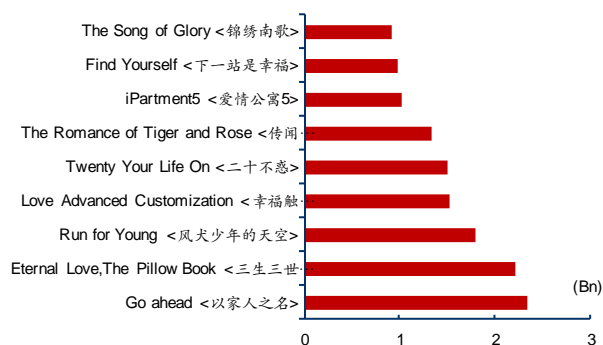 The Song of Glory <锦绣南歌>
Find Yourself <下一站是幸福>
iPartment5 <爱情公寓5>
The Romance of Tiger and Rose <传闻…
Twenty Your Life On <二十不惑>
Love Advanced Customization <幸福触…
Run for Young <风犬少年的天空>
Eternal Love,The Pillow Book <三生三世…
(Bn)
Go ahead <以家人之名>
0 1 2 3